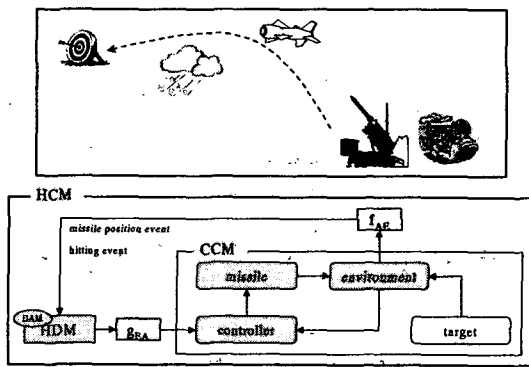 HCM
missile position event
hitting event
f_AE
CCM
missile
environment
DAM
HDM
g_EA
controller
target